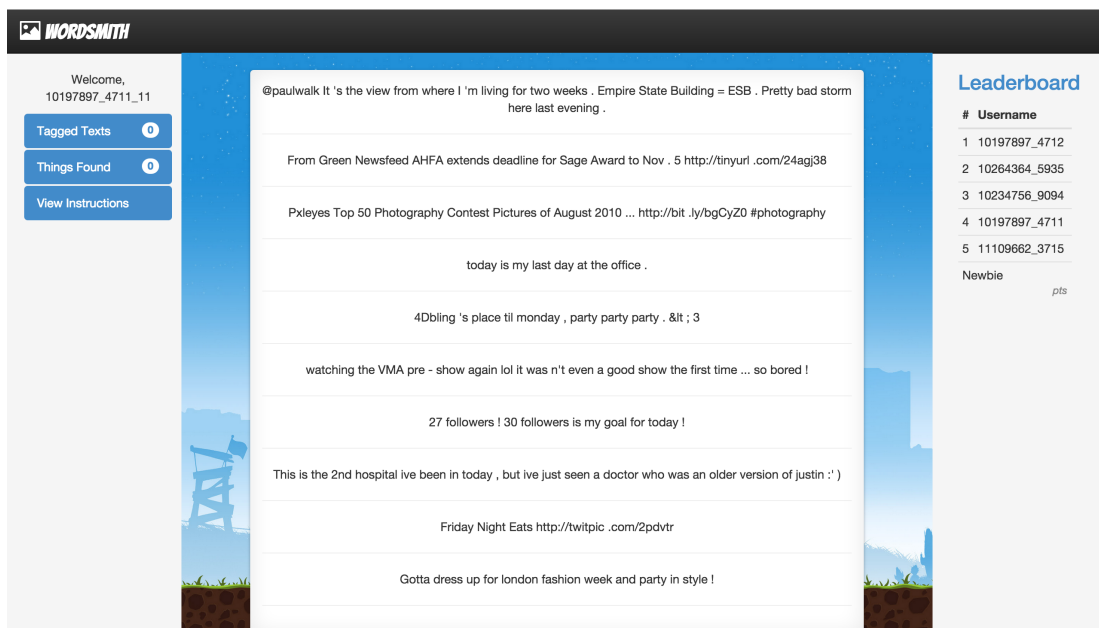 WORDSMITH
Welcome,
10197897_4711_11
Tagged Texts 0
Things Found 0
View Instructions
@paulwalk It 's the view from where I 'm living for two weeks . Empire State Building = ESB . Pretty bad storm
here last evening .
From Green Newsfeed AHFA extends deadline for Sage Award to Nov . 5 http://tinyurl .com/24agj38
Pxleyes Top 50 Photography Contest Pictures of August 2010 ... http://bit .ly/bgCyZ0 #photography
today is my last day at the office .
4Dbling 's place til monday , party party party . &lt ; 3
watching the VMA pre - show again lol it was n't even a good show the first time ... so bored !
27 followers ! 30 followers is my goal for today !
This is the 2nd hospital ive been in today , but ive just seen a doctor who was an older version of justin :' )
Friday Night Eats http://twitpic .com/2pdvtr
Gotta dress up for london fashion week and party in style !
Leaderboard
# Username
1 10197897_4712
2 10264364_5935
3 10234756_9094
4 10197897_4711
5 11109662_3715
Newbie
pts